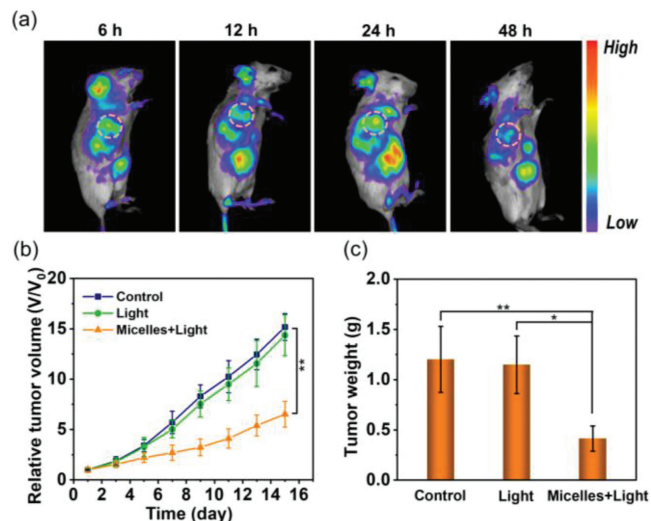 (a)
6 h 12 h 24 h 48 h
High
Low
(b)
Relative tumor volume (V/V₀)
20
15
10
5
0
Control
Light
Micelles+Light
**
0 2 4 6 8 10 12 14 16
Time (day)
(c)
Tumor weight (g)
2.0
1.5
1.0
0.5
0.0
**
*
Control Light Micelles+Light